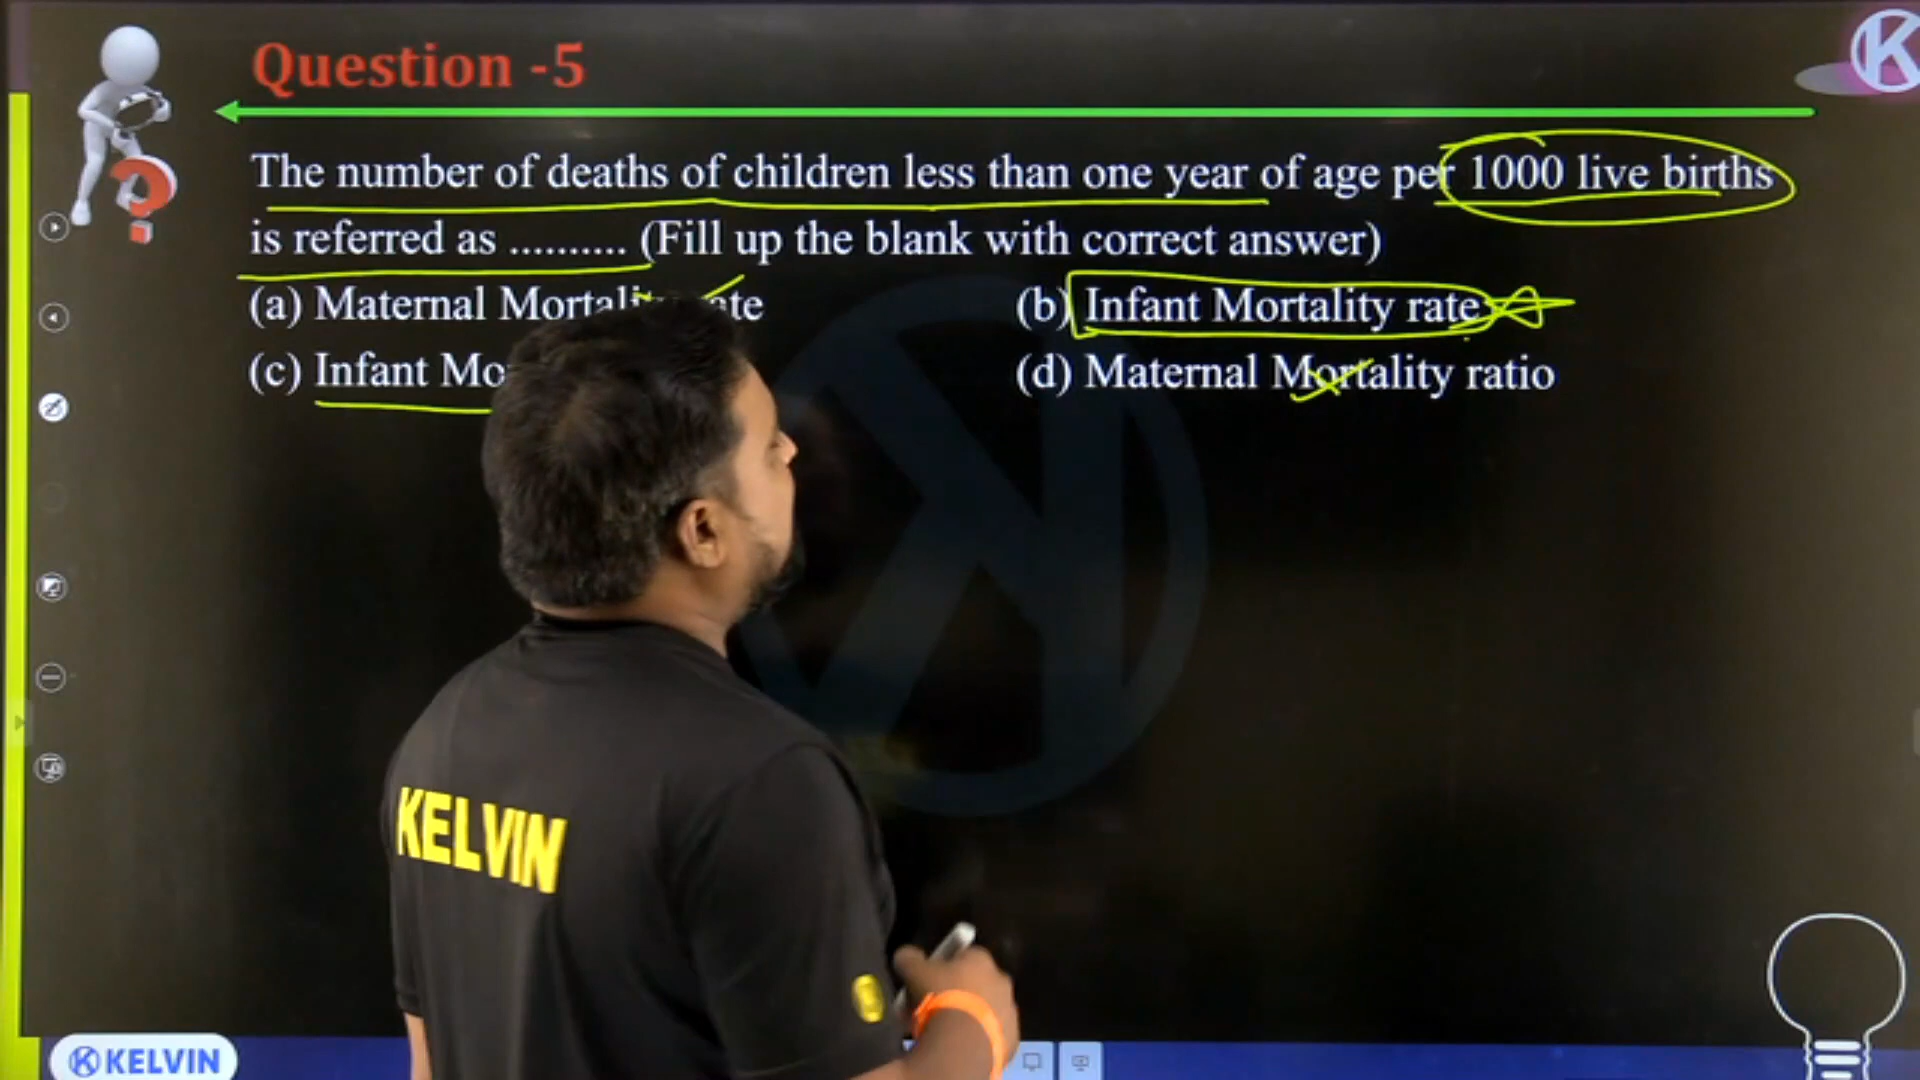 Question -5
The number of deaths of children less than one year of age per 1000 live births
is referred as .......... (Fill up the blank with correct answer)
(a) Maternal Mortality rate
(b) Infant Mortality rate
(c) Infant
(d) Maternal Mortality ratio
KELVIN
KELVIN